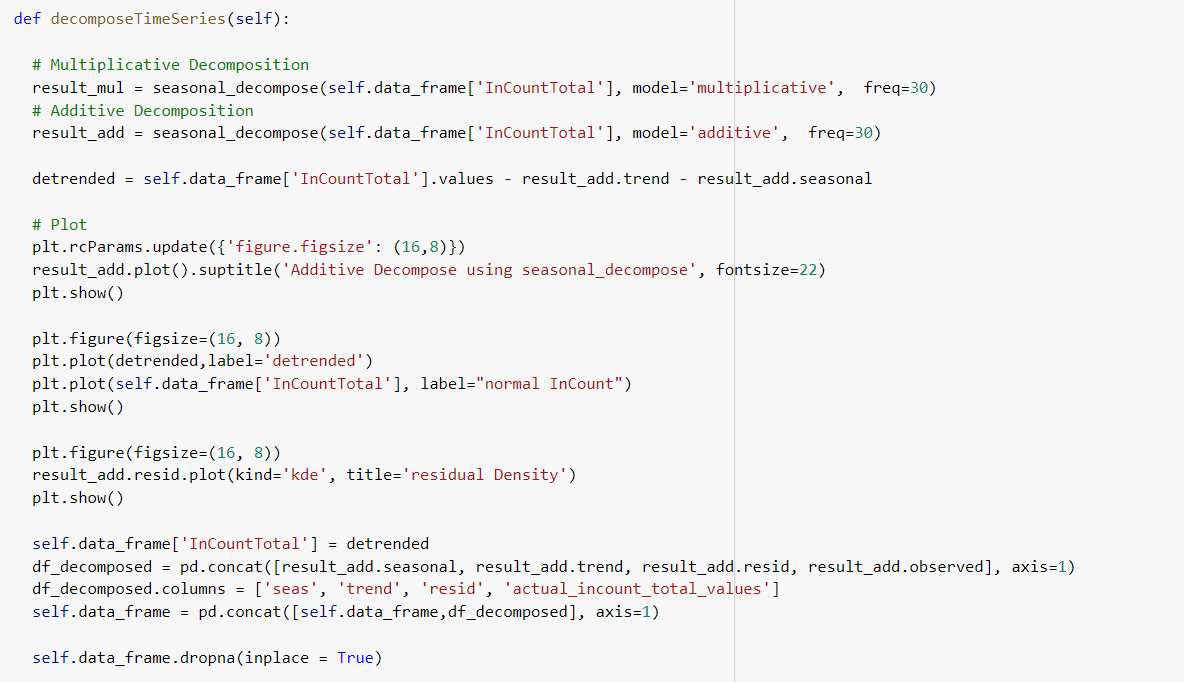 def decomposeTimeSeries(self):
# Multiplicative Decomposition
result_mul = seasonal_decompose(self.data_frame['InCountTotal'], model='multiplicative',  freq=30)
# Additive Decomposition
result_add = seasonal_decompose(self.data_frame['InCountTotal'], model='additive',  freq=30)
detrended = self.data_frame['InCountTotal'].values - result_add.trend - result_add.seasonal
# Plot
plt.rcParams.update({'figure.figsize': (16,8)})
result_add.plot().suptitle('Additive Decompose using seasonal_decompose', fontsize=22)
plt.show()
plt.figure(figsize=(16, 8))
plt.plot(detrended,label='detrended')
plt.plot(self.data_frame['InCountTotal'], label="normal InCount")
plt.show()
plt.figure(figsize=(16, 8))
result_add.resid.plot(kind='kde', title='residual Density')
plt.show()
self.data_frame['InCountTotal'] = detrended
df_decomposed = pd.concat([result_add.seasonal, result_add.trend, result_add.resid, result_add.observed], axis=1)
df_decomposed.columns = ['seas', 'trend', 'resid', 'actual_incount_total_values']
self.data_frame = pd.concat([self.data_frame,df_decomposed], axis=1)
self.data_frame.dropna(inplace = True)